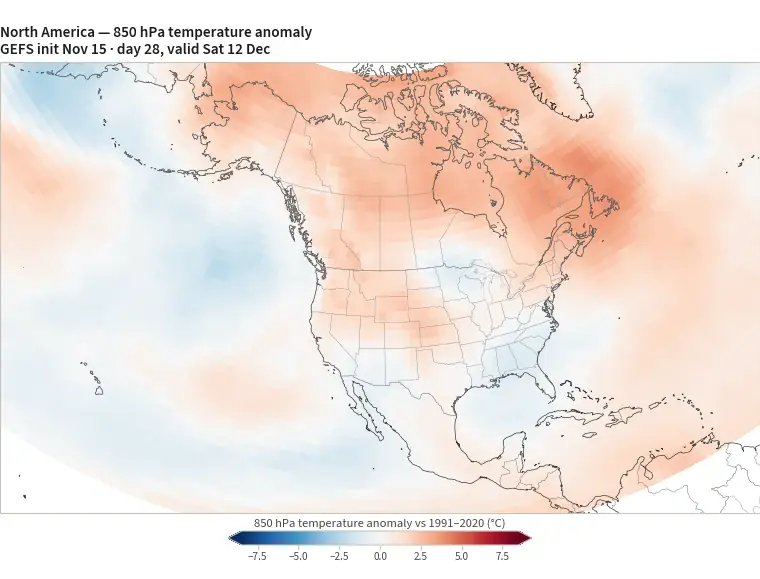 North America — 850 hPa temperature anomaly
GEFS init Nov 15 · day 28, valid Sat 12 Dec
850 hPa temperature anomaly vs 1991–2020 (°C)
−7.5 −5.0 −2.5 0.0 2.5 5.0 7.5